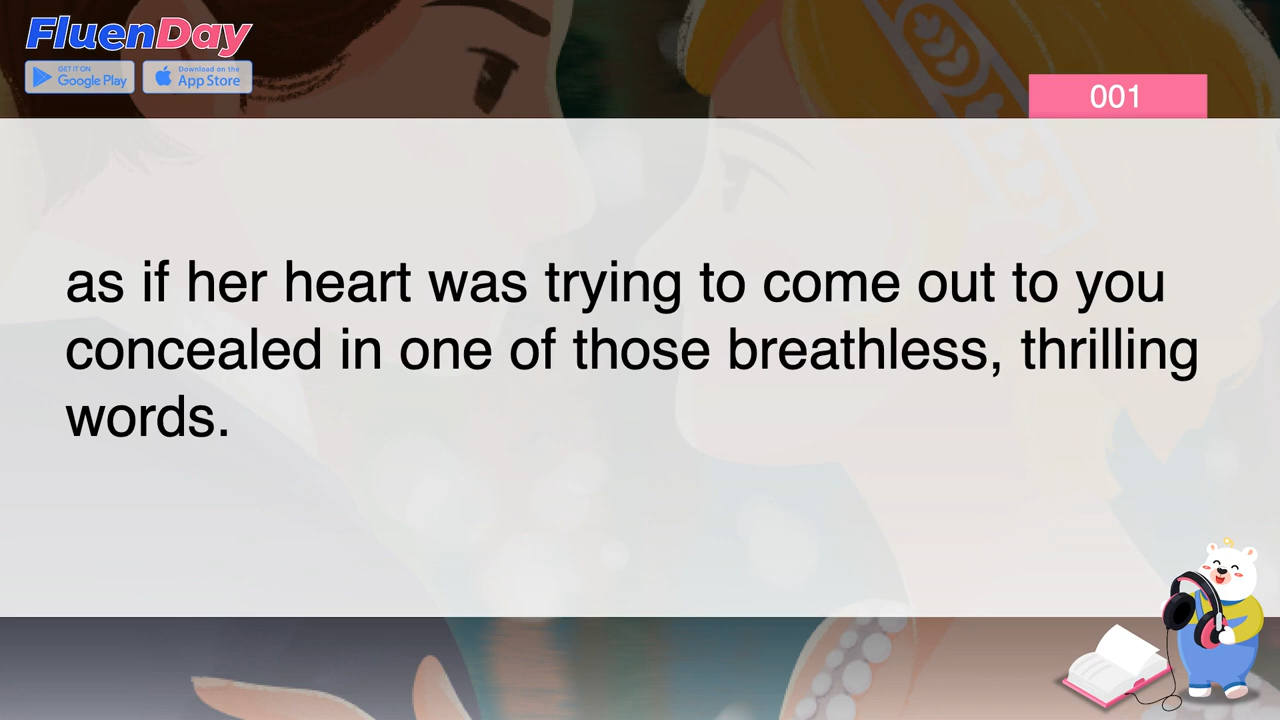 FluenDay
GET IT ON
Google Play
Download on the
App Store
001
as if her heart was trying to come out to you
concealed in one of those breathless, thrilling
words.